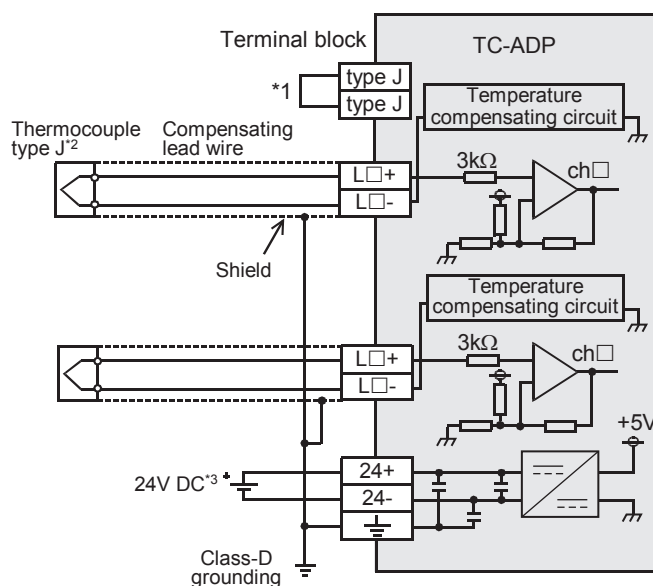 Terminal block
TC-ADP
*1
type J
type J
Temperature
compensating circuit
Thermocouple
type J*2
Compensating
lead wire
L□+
L□-
3kΩ
ch□
Shield
Temperature
compensating circuit
L□+
L□-
3kΩ
ch□
+5V
24V DC*3
+
24+
24-
Class-D
grounding